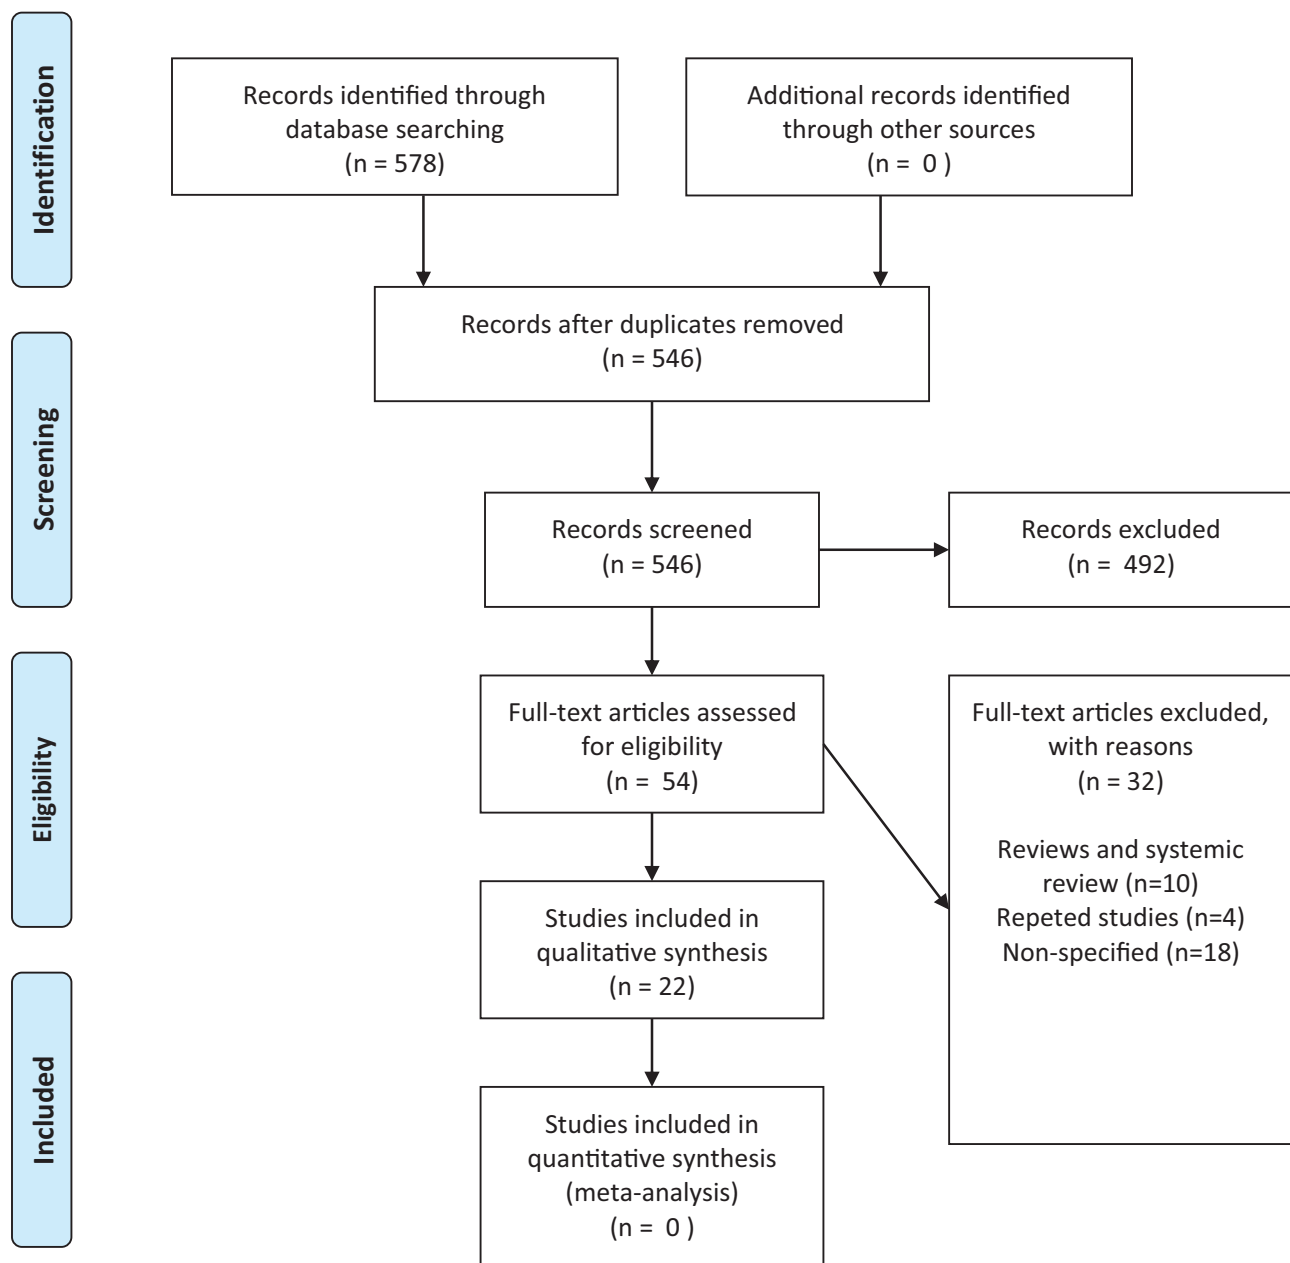 Identification
Records identified through
database searching
(n = 578)
Additional records identified
through other sources
(n =  0 )
Records after duplicates removed
(n = 546)
Screening
Records screened
(n = 546)
Records excluded
(n =  492)
Eligibility
Full-text articles assessed
for eligibility
(n =  54)
Full-text articles excluded,
with reasons
(n = 32)
Reviews and systemic
review (n=10)
Repeted studies (n=4)
Non-specified (n=18)
Studies included in
qualitative synthesis
(n = 22)
Included
Studies included in
quantitative synthesis
(meta-analysis)
(n =  0 )